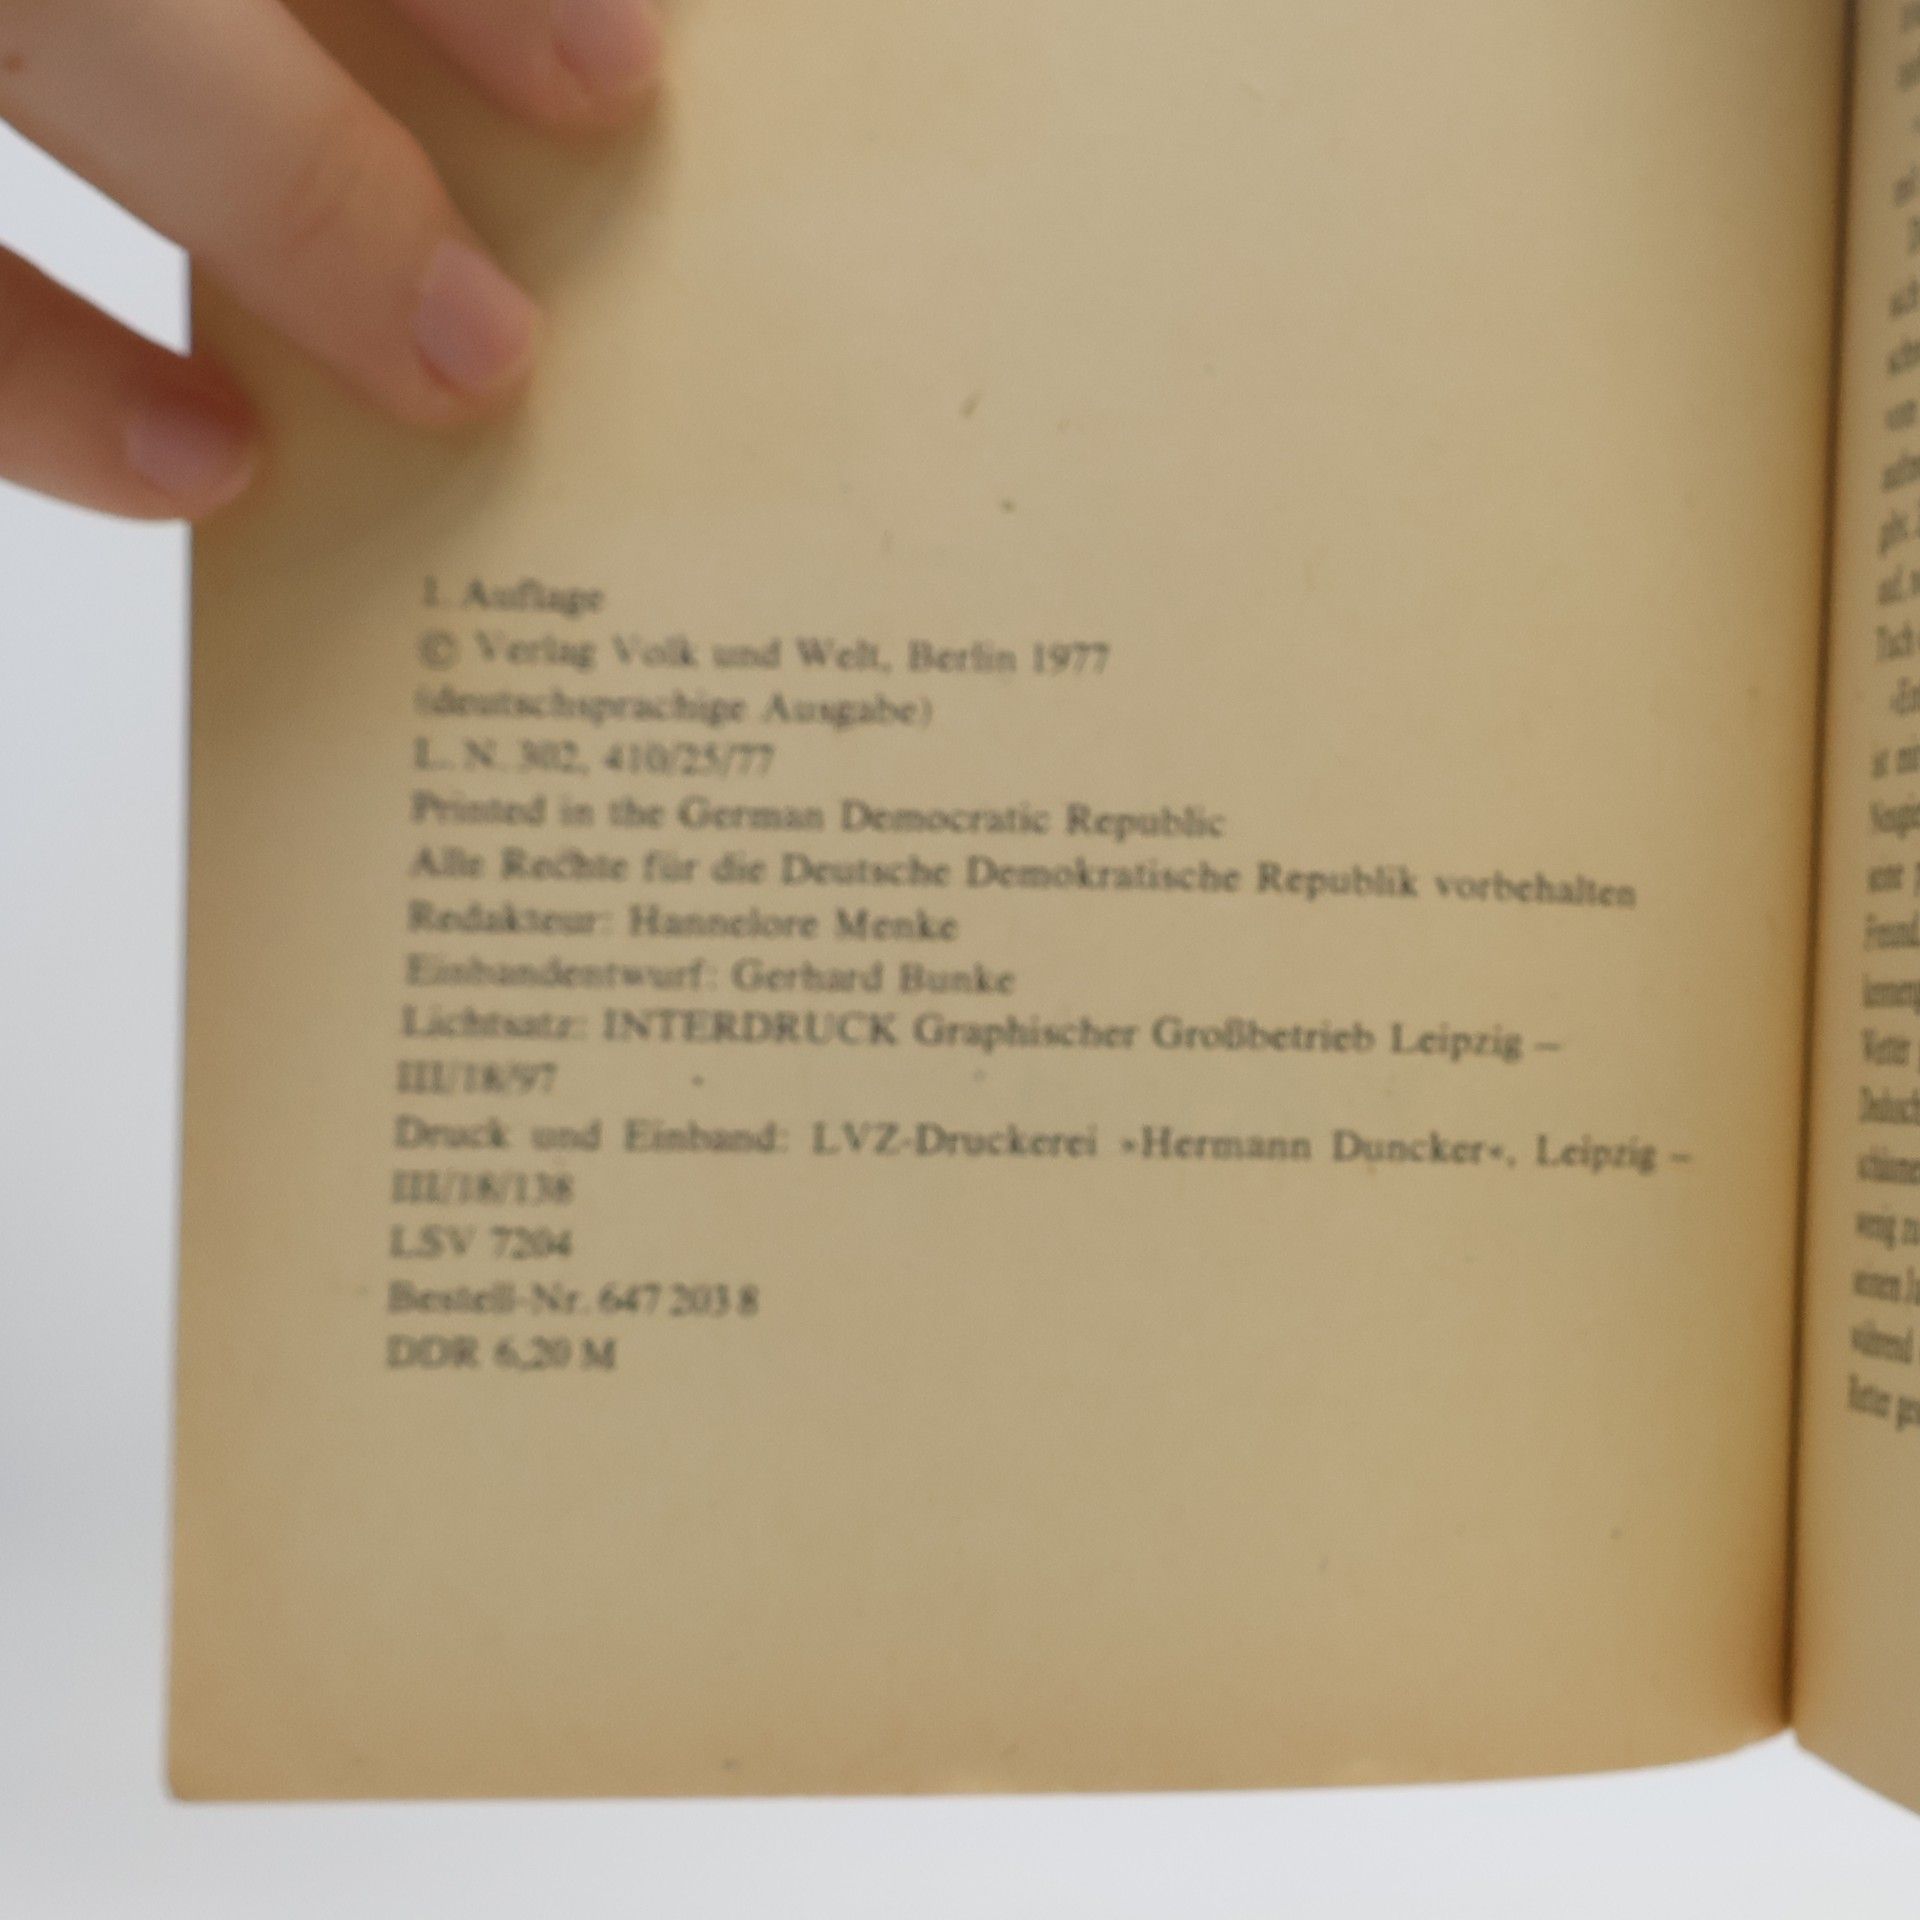 1. Auflage
© Verlag Volk und Welt, Berlin 1977
(deutschsprachige Ausgabe)
L. N. 302, 410/25/77
Printed in the German Democratic Republic
Alle Rechte für die Deutsche Demokratische Republik vorbehalten
Redakteur: Hannelore Menke
Einbandentwurf: Gerhard Bunke
Lichtsatz: INTERDRUCK Graphischer Großbetrieb Leipzig –
III/18/97
Druck und Einband: LVZ-Druckerei »Hermann Duncker«, Leipzig –
III/18/138
LSV 7204
Bestell-Nr. 647 203 8
DDR 6,20 M